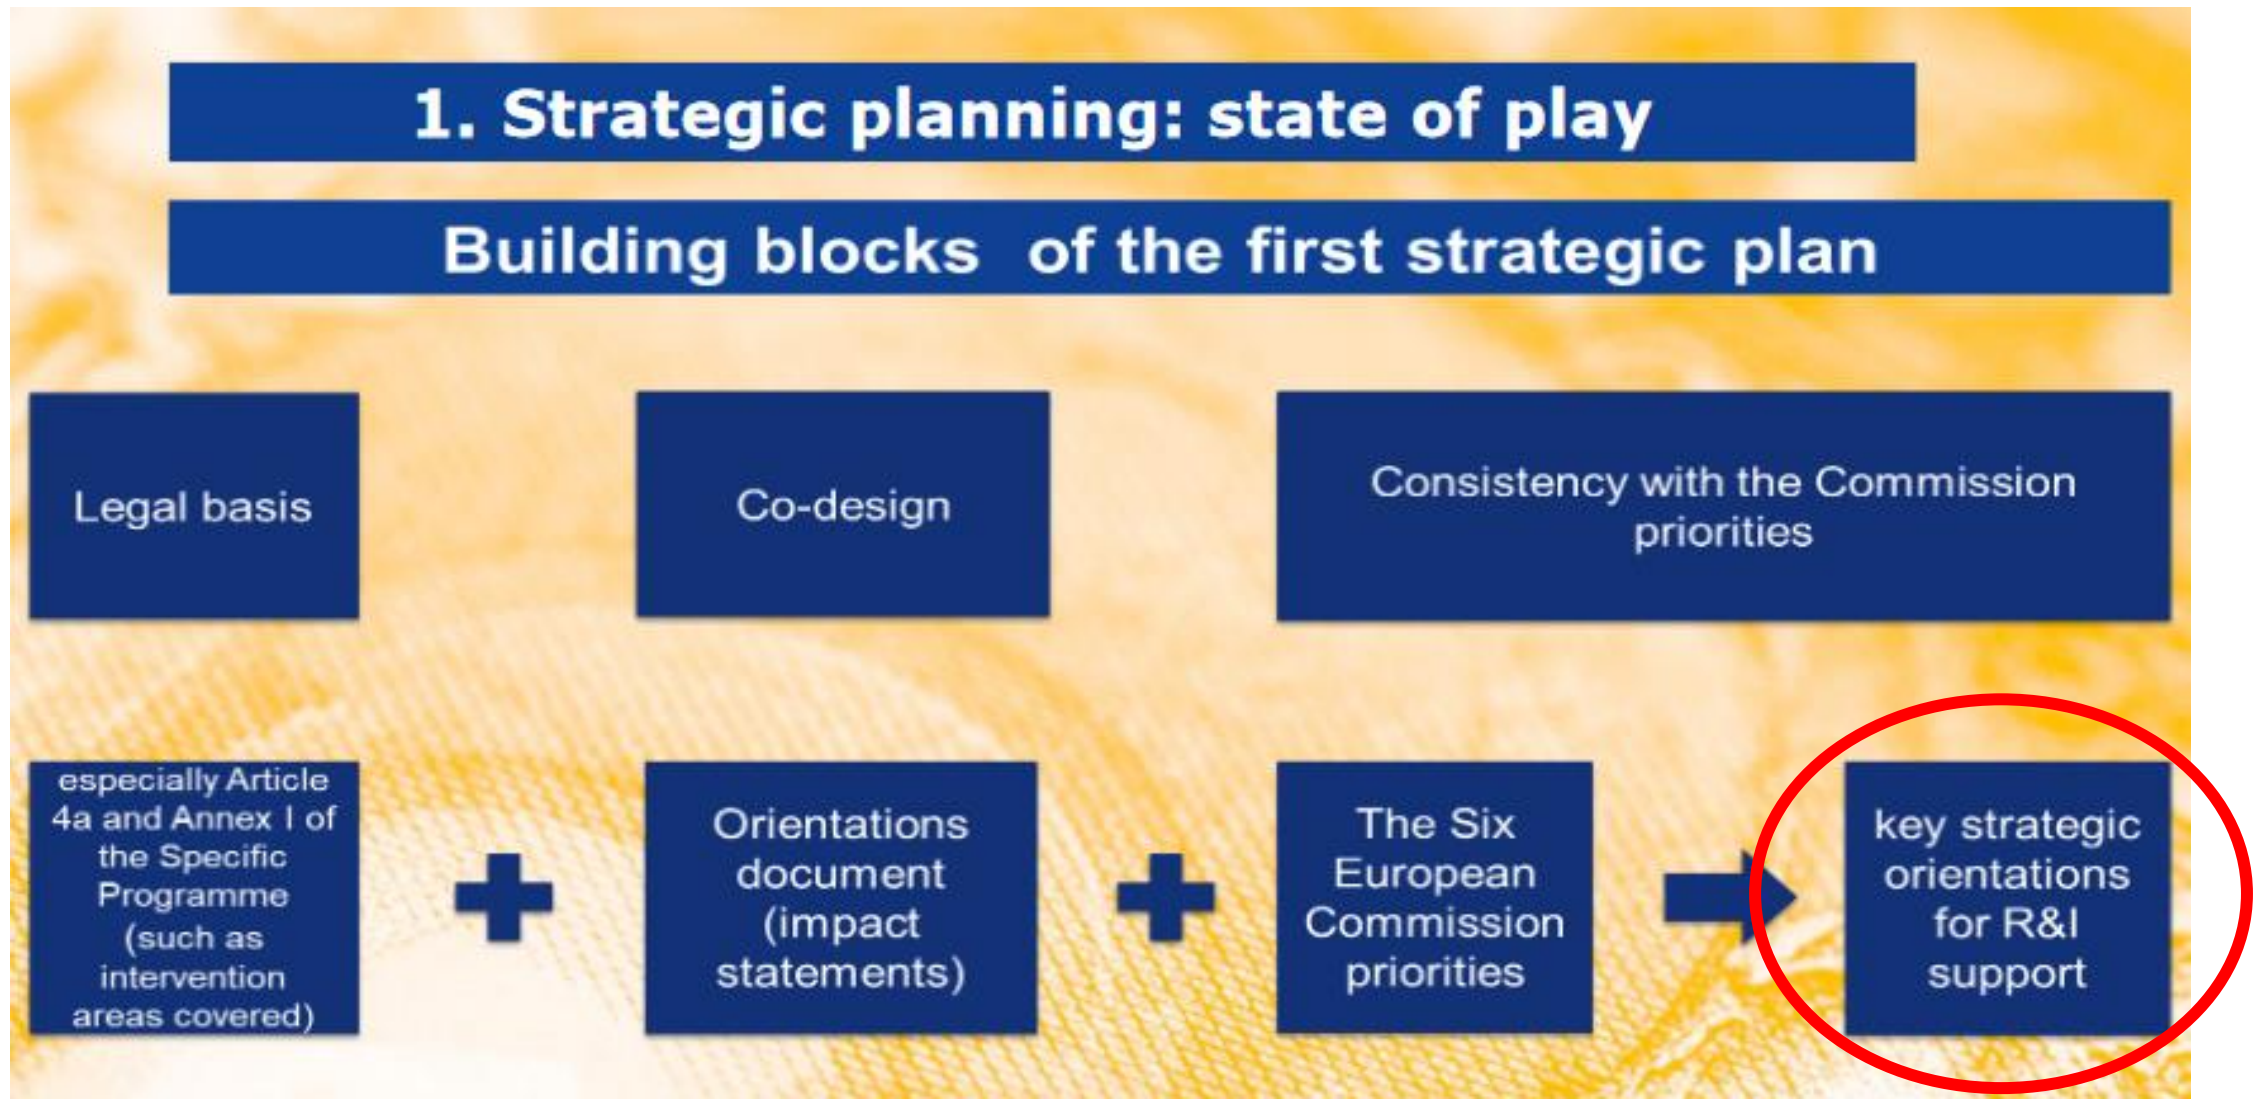 1. Strategic planning: state of play
Building blocks of the first strategic plan
Legal basis
Co-design
Consistency with the Commission
priorities
especially Article
4a and Annex I of
the Specific
Programme
(such as
intervention
areas covered)
Orientations
document
(impact
statements)
The Six
European
Commission
priorities
key strategic
orientations
for R&I
support